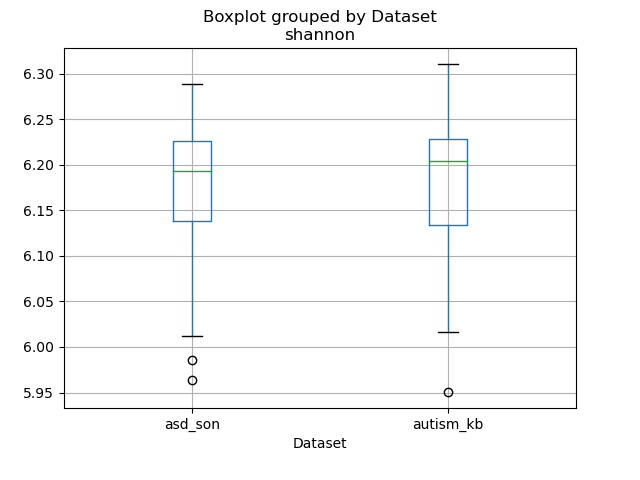 Boxplot grouped by Dataset
shannon
6.30
6.25
6.20
6.15
6.10
6.05
6.00
5.95
asd_son autism_kb
Dataset